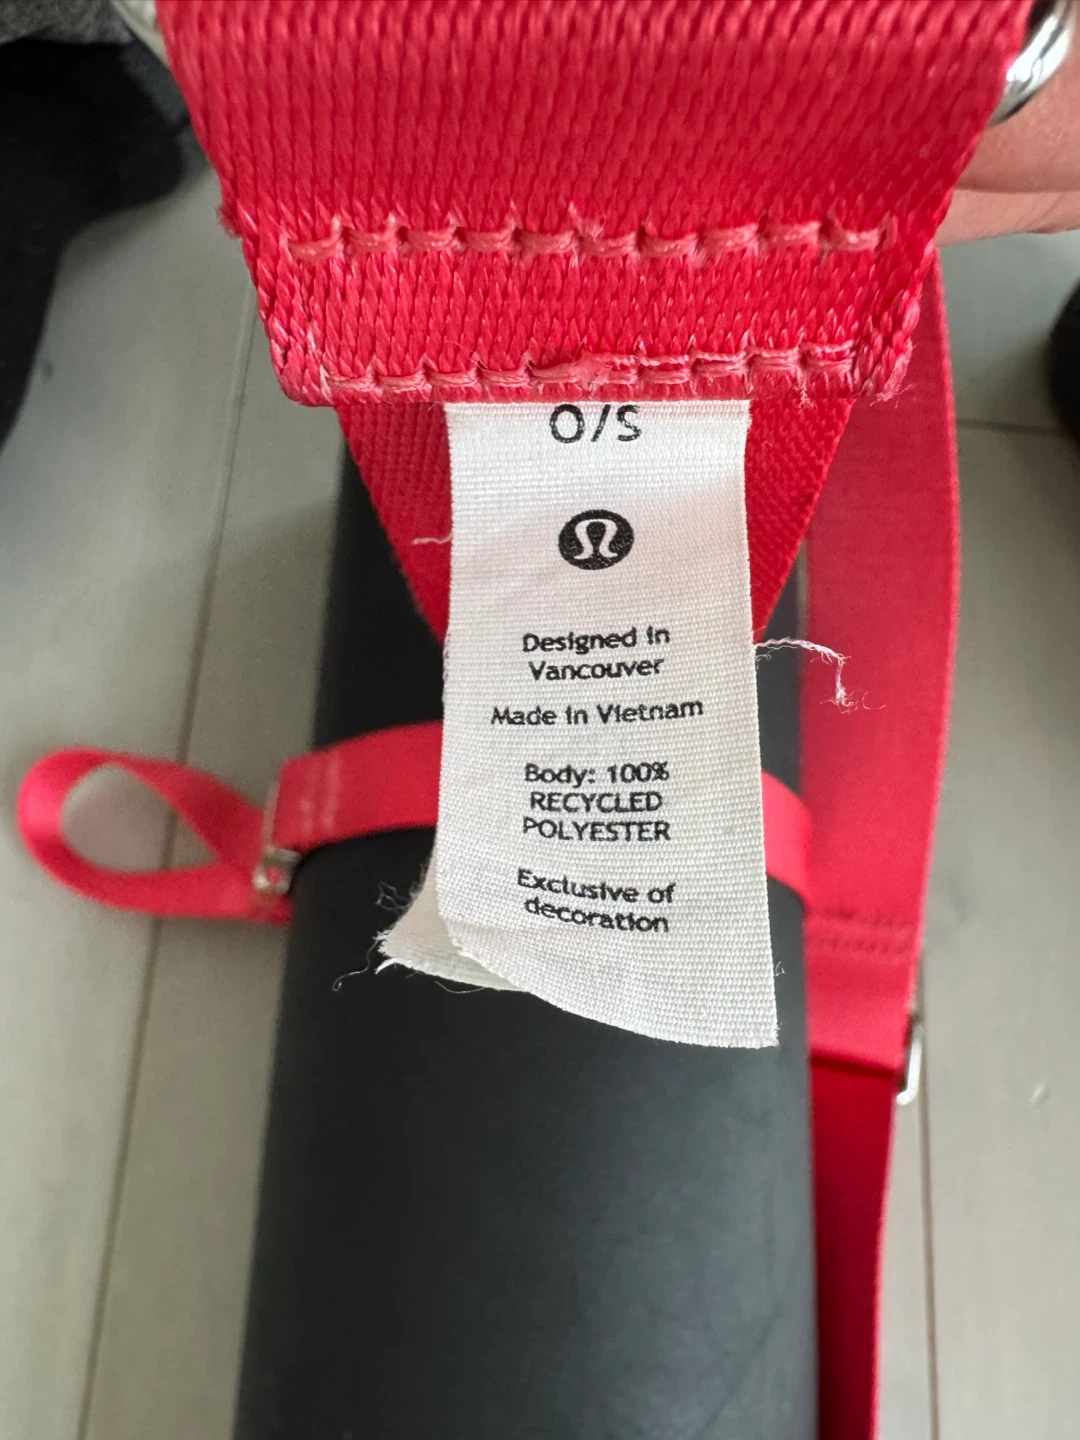 O/S
Designed in
Vancouver
Made in Vietnam
Body: 100%
RECYCLED
POLYESTER
Exclusive of
decoration